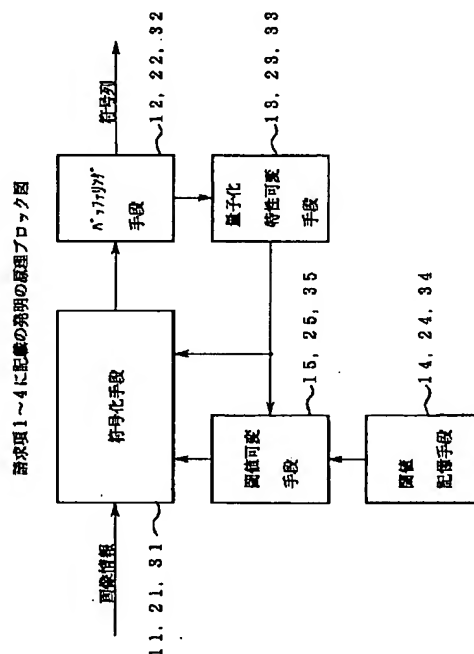 請求項1~4に記載の発明の原理ブロック図
画像情報
符号化手段
11, 21, 31
バッファリング
手段
符号列
12, 22, 32
量子化
特性可変
手段
13, 23, 33
閾値可変
手段
15, 25, 35
閾値
記憶手段
14, 24, 34